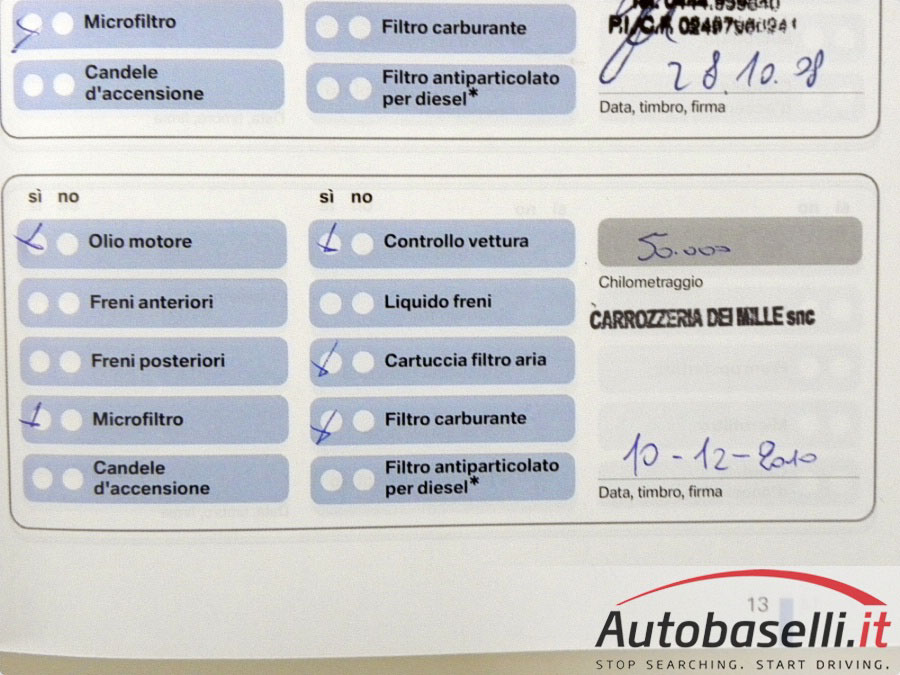 Microfiltro
Candele
d'accensione
Filtro carburante
Filtro antiparticolato
per diesel*
28.10.08
Data, timbro, firma
sì no
Olio motore
Freni anteriori
Freni posteriori
Microfiltro
Candele
d'accensione
sì no
Controllo vettura
Liquido freni
Cartuccia filtro aria
Filtro carburante
Filtro antiparticolato
per diesel*
50.000
Chilometraggio
CARROZZERIA DEI MILLE snc
10-12-2010
Data, timbro, firma
13
Autobaselli.it
STOP SEARCHING. START DRIVING.